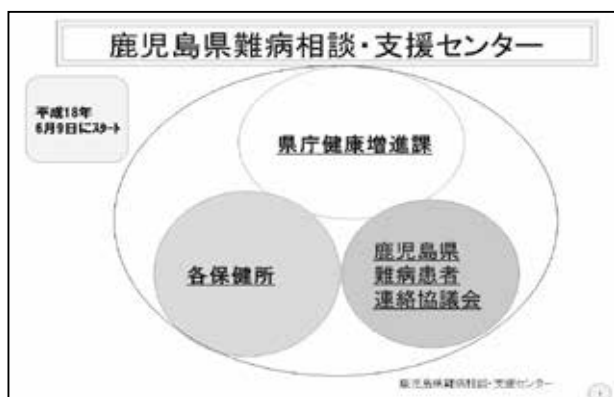 鹿児島県難病相談・支援センター
平成18年
6月9日にスタート
県庁健康増進課
各保健所
鹿児島県
難病患者
連絡協議会
鹿児島県難病相談・支援センター